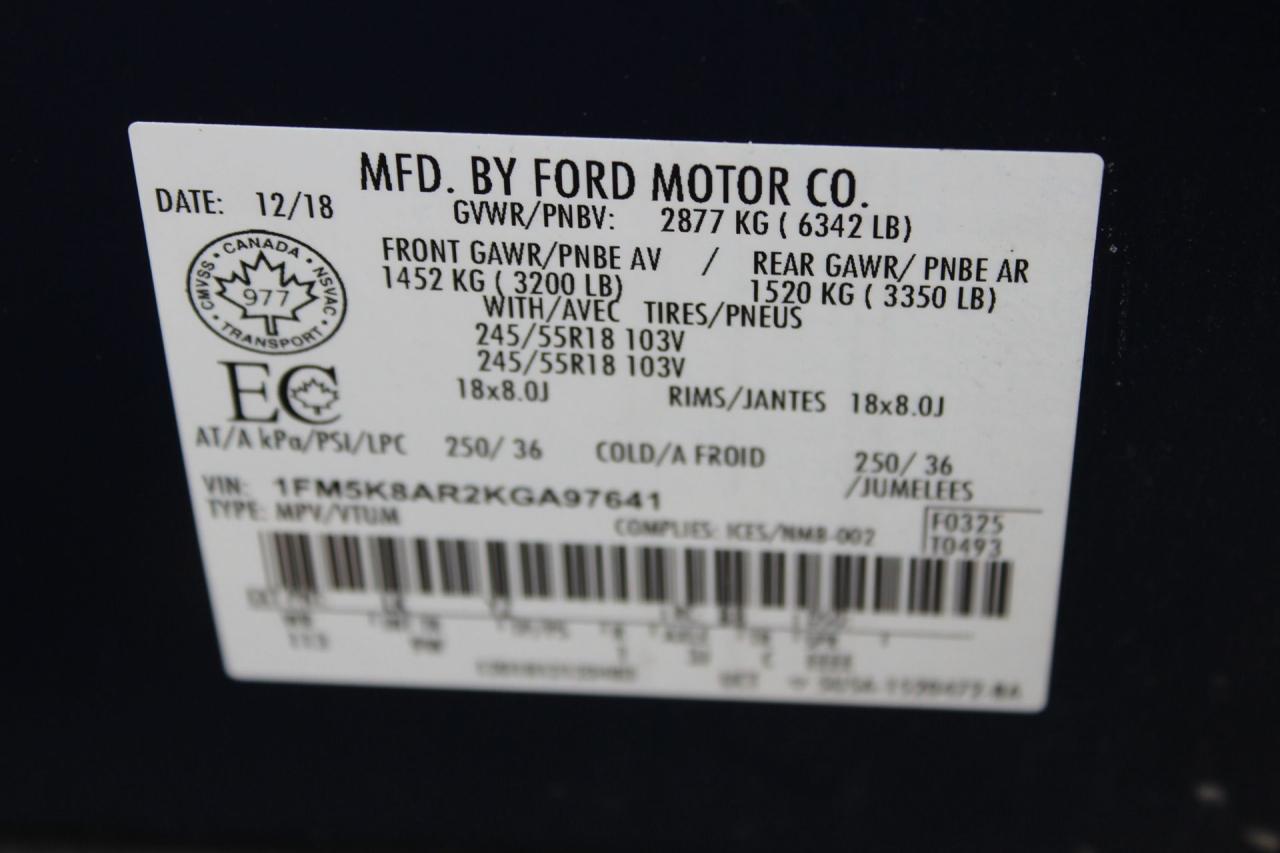 MFD. BY FORD MOTOR CO.
DATE: 12/18
GVWR/PNBV: 2877 KG ( 6342 LB)
FRONT GAWR/PNBE AV / REAR GAWR/ PNBE AR
1452 KG ( 3200 LB) 1520 KG ( 3350 LB)
WITH/AVEC TIRES/PNEUS
245/55R18 103V
245/55R18 103V
18x8.0J RIMS/JANTES 18x8.0J
CANADA
CMVSS • NSVAC
977
TRANSPORT
EC
AT/A kPa/PSI/LPC 250/ 36 COLD/A FROID 250/ 36
/JUMELEES
VIN: 1FM5K8AR2KGA97641
TYPE: MPV/VTUM
COMPLIES: ICES/NMB-002
F0325
T0493